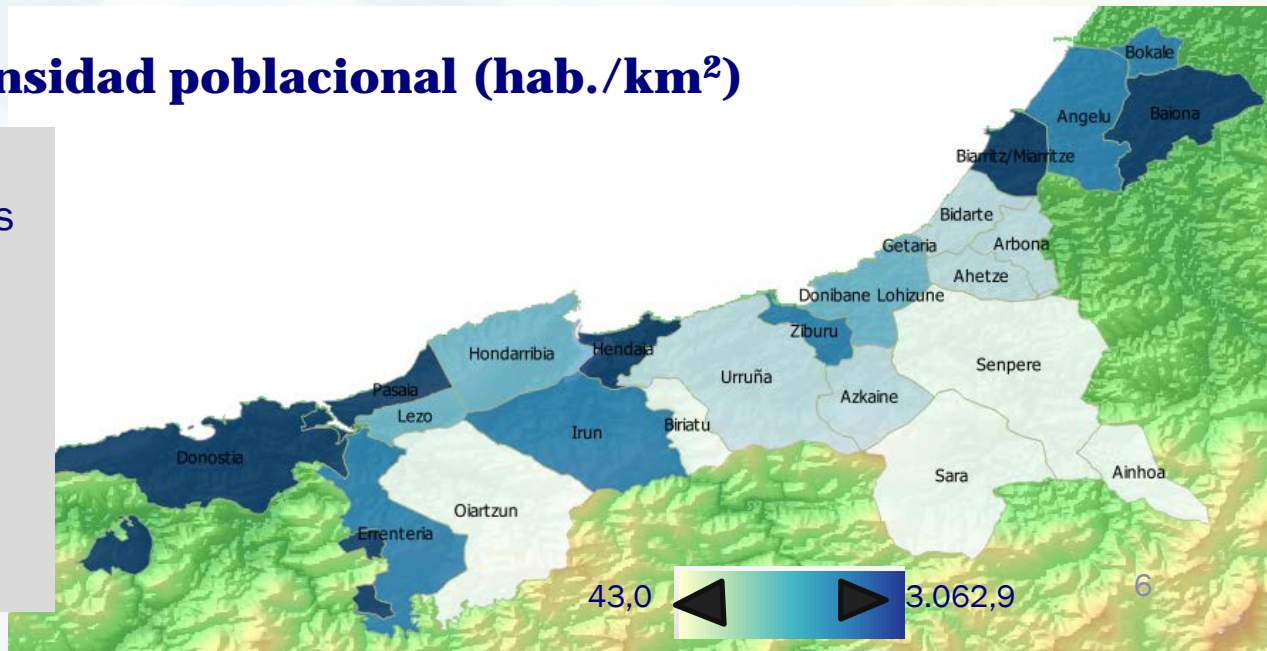 nsidad poblacional (hab./km²)
s
Bokale
Angelu
Baiona
Biarritz/Miarritze
Bidarte
Getaria
Arbona
Ahetze
Donibane Lohizune
Ziburu
Hondarribia
Hendaia
Senpere
Urruña
Pasaia
Azkaine
Lezo
Biriatu
Irun
Donostia
Sara
Ainhoa
Oiartzun
Errenteria
43,0
3.062,9
6